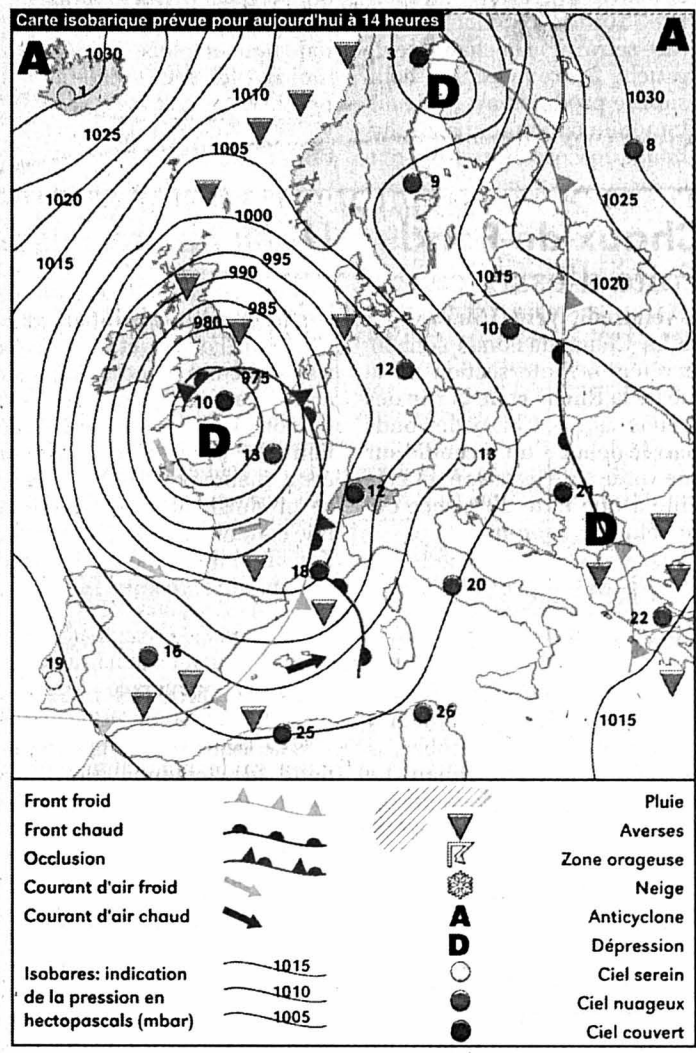 Carte isobarique prévue pour aujourd'hui à 14 heures
A
1030
1
3
D
A
1010
1030
1025
1005
8
9
1020
1000
1025
1015
995
990
1015
1020
985
980
10
975
12
10
D
13
13
12
21
D
18
20
16
22
19
26
25
1015
Front froid
Front chaud
Occlusion
Courant d'air froid
Courant d'air chaud
Isobares: indication
de la pression en
hectopascals (mbar)
1015
1010
1005
Pluie
Averses
Zone orageuse
Neige
A Anticyclone
D Dépression
Ciel serein
Ciel nuageux
Ciel couvert